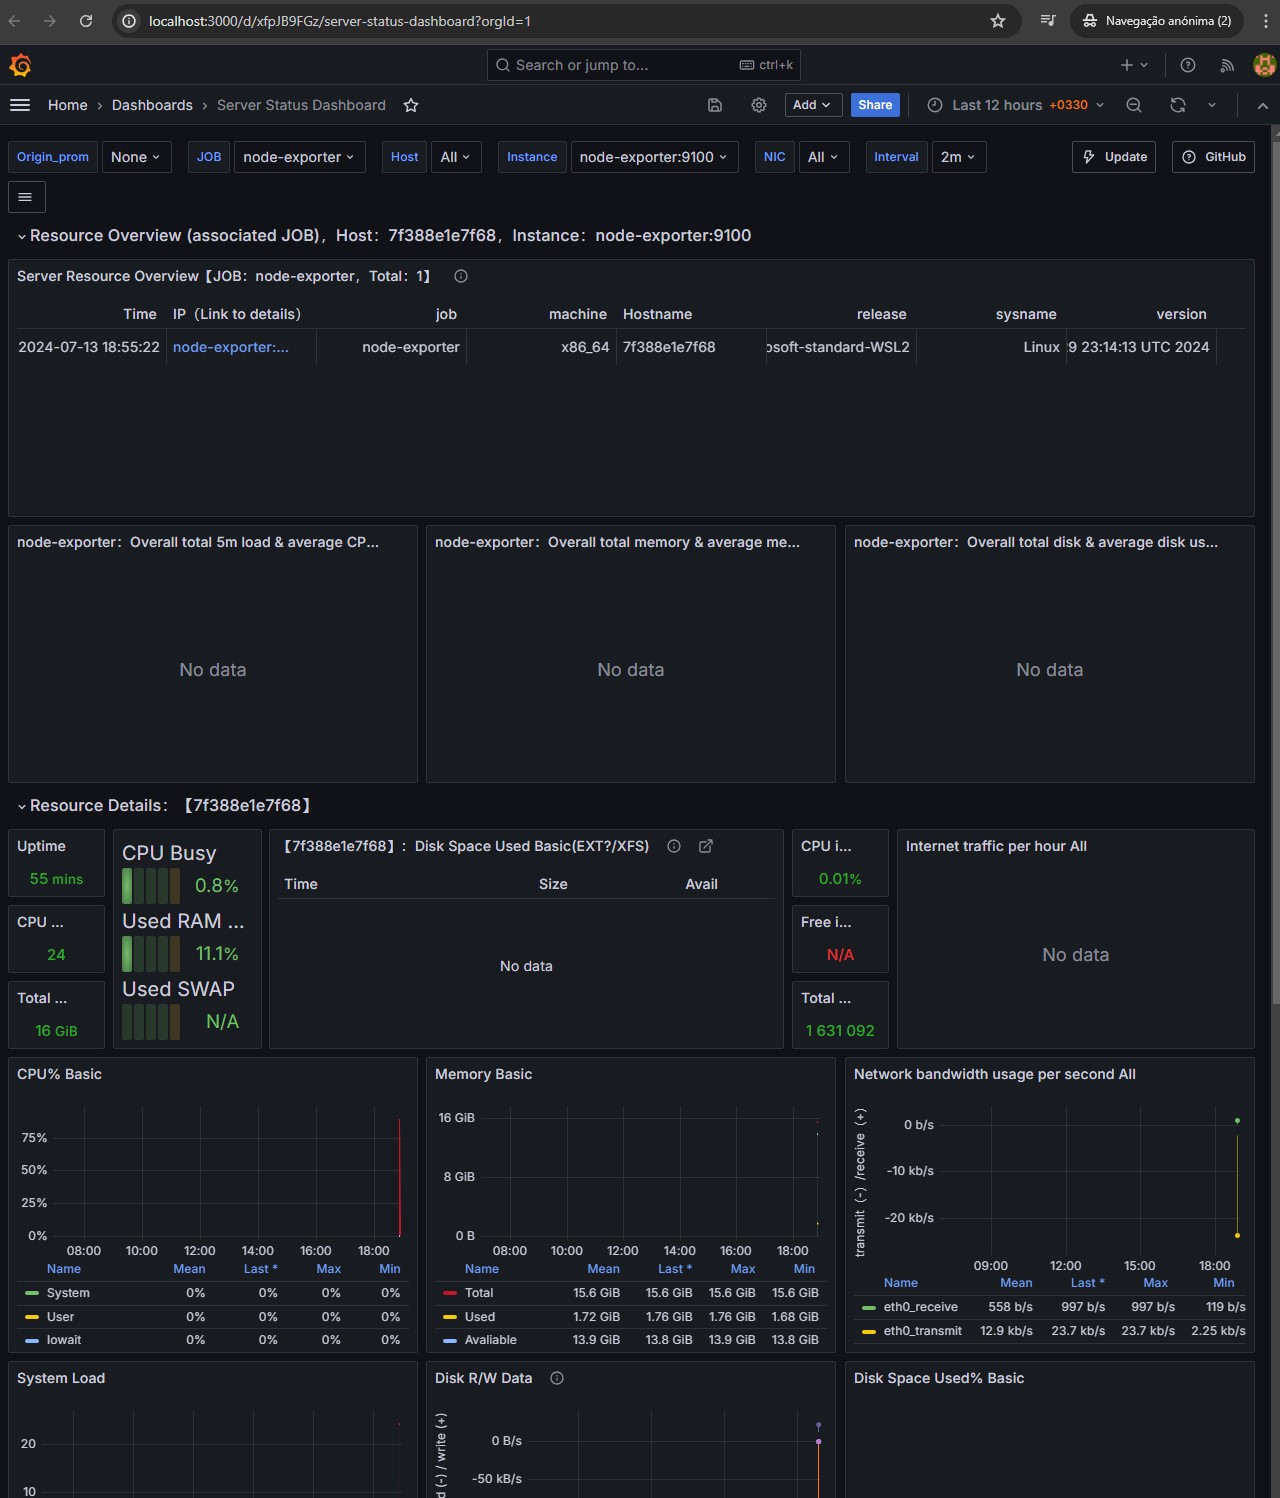 localhost:3000/d/xfpJB9FGz/server-status-dashboard?orgId=1
Navegação anónima (2)
Search or jump to... ctrl+k
Home › Dashboards › Server Status Dashboard
Add Share Last 12 hours +0330
Origin_prom None JOB node-exporter Host All Instance node-exporter:9100 NIC All Interval 2m Update GitHub
Resource Overview (associated JOB)，Host：7f388e1e7f68，Instance：node-exporter:9100
Server Resource Overview【JOB：node-exporter，Total：1】
Time IP（Link to details） job machine Hostname release sysname version
2024-07-13 18:55:22 node-exporter:... node-exporter x86_64 7f388e1e7f68 osoft-standard-WSL2 Linux :9 23:14:13 UTC 2024
node-exporter：Overall total 5m load & average CP...
No data
node-exporter：Overall total memory & average me...
No data
node-exporter：Overall total disk & average disk us...
No data
Resource Details：【7f388e1e7f68】
Uptime
55 mins
CPU ...
24
Total ...
16 GiB
CPU Busy
0.8%
Used RAM ...
11.1%
Used SWAP
N/A
【7f388e1e7f68】：Disk Space Used Basic(EXT?/XFS)
Time Size Avail
No data
CPU i...
0.01%
Free i...
N/A
Total ...
1 631 092
Internet traffic per hour All
No data
CPU% Basic
75%
50%
25%
0%
08:00 10:00 12:00 14:00 16:00 18:00
Name Mean Last * Max Min
System 0% 0% 0% 0%
User 0% 0% 0% 0%
Iowait 0% 0% 0% 0%
Memory Basic
16 GiB
8 GiB
0 B
08:00 10:00 12:00 14:00 16:00 18:00
Name Mean Last * Max Min
Total 15.6 GiB 15.6 GiB 15.6 GiB 15.6 GiB
Used 1.72 GiB 1.76 GiB 1.76 GiB 1.68 GiB
Avaliable 13.9 GiB 13.8 GiB 13.9 GiB 13.8 GiB
Network bandwidth usage per second All
transmit（-）/receive（+）
0 b/s
-10 kb/s
-20 kb/s
09:00 12:00 15:00 18:00
Name Mean Last * Max Min
eth0_receive 558 b/s 997 b/s 997 b/s 119 b/s
eth0_transmit 12.9 kb/s 23.7 kb/s 23.7 kb/s 2.25 kb/s
System Load
20
10
Disk R/W Data
d (-) / write (+)
0 B/s
-50 kB/s
Disk Space Used% Basic